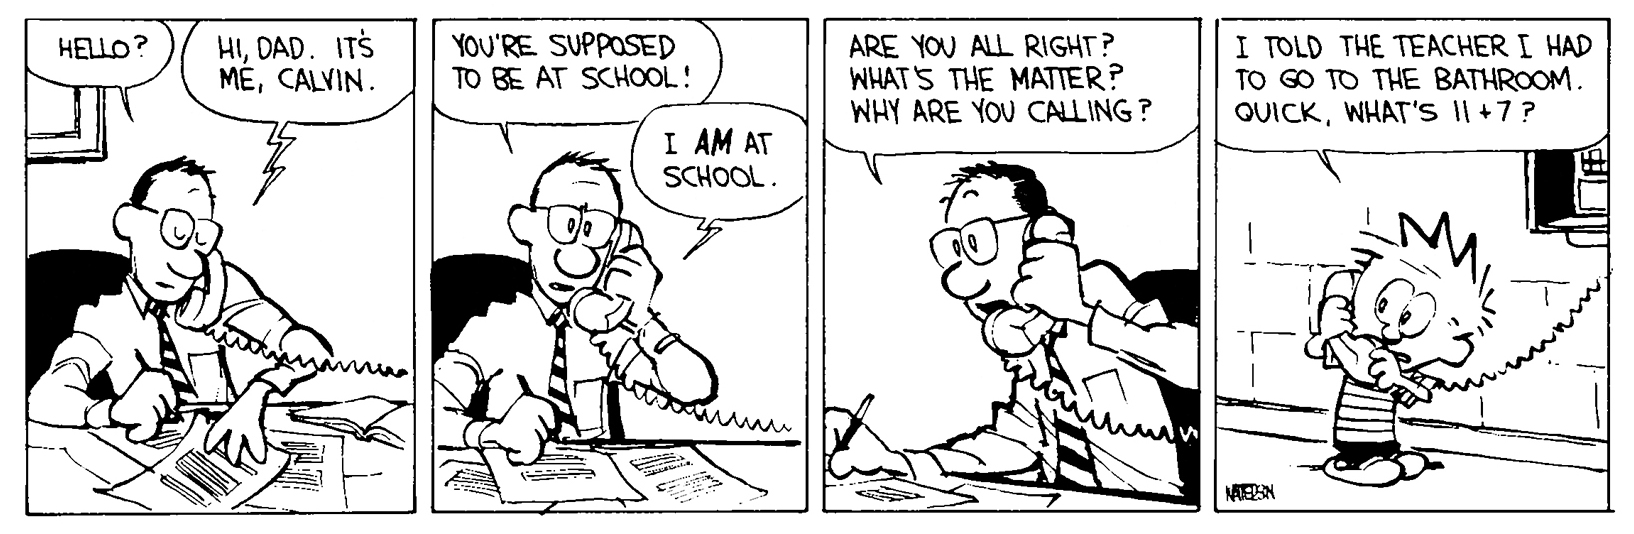 HELLO?
HI, DAD. IT'S
ME, CALVIN.
YOU'RE SUPPOSED
TO BE AT SCHOOL!
I AM AT
SCHOOL.
ARE YOU ALL RIGHT?
WHAT'S THE MATTER?
WHY ARE YOU CALLING?
I TOLD THE TEACHER I HAD
TO GO TO THE BATHROOM.
QUICK, WHAT'S 11+7?
WATTERSON